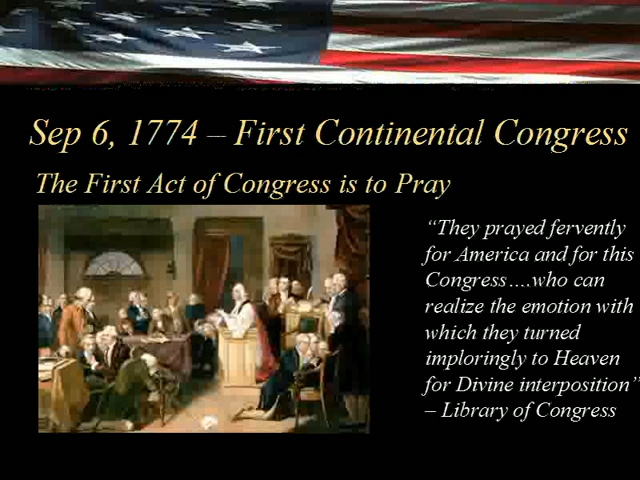 Sep 6, 1774 – First Continental Congress
The First Act of Congress is to Pray
“They prayed fervently
for America and for this
Congress….who can
realize the emotion with
which they turned
imploringly to Heaven
for Divine interposition”
– Library of Congress